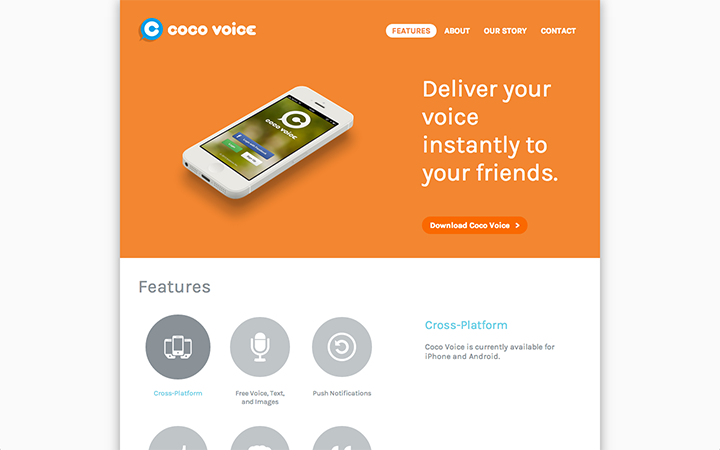 coco voice
FEATURES ABOUT OUR STORY CONTACT
coco voice
Deliver your
voice
instantly to
your friends.
Download Coco Voice >
Features
Cross-Platform
Free Voice, Text,
and Images
Push Notifications
Cross-Platform
Coco Voice is currently available for
iPhone and Android.